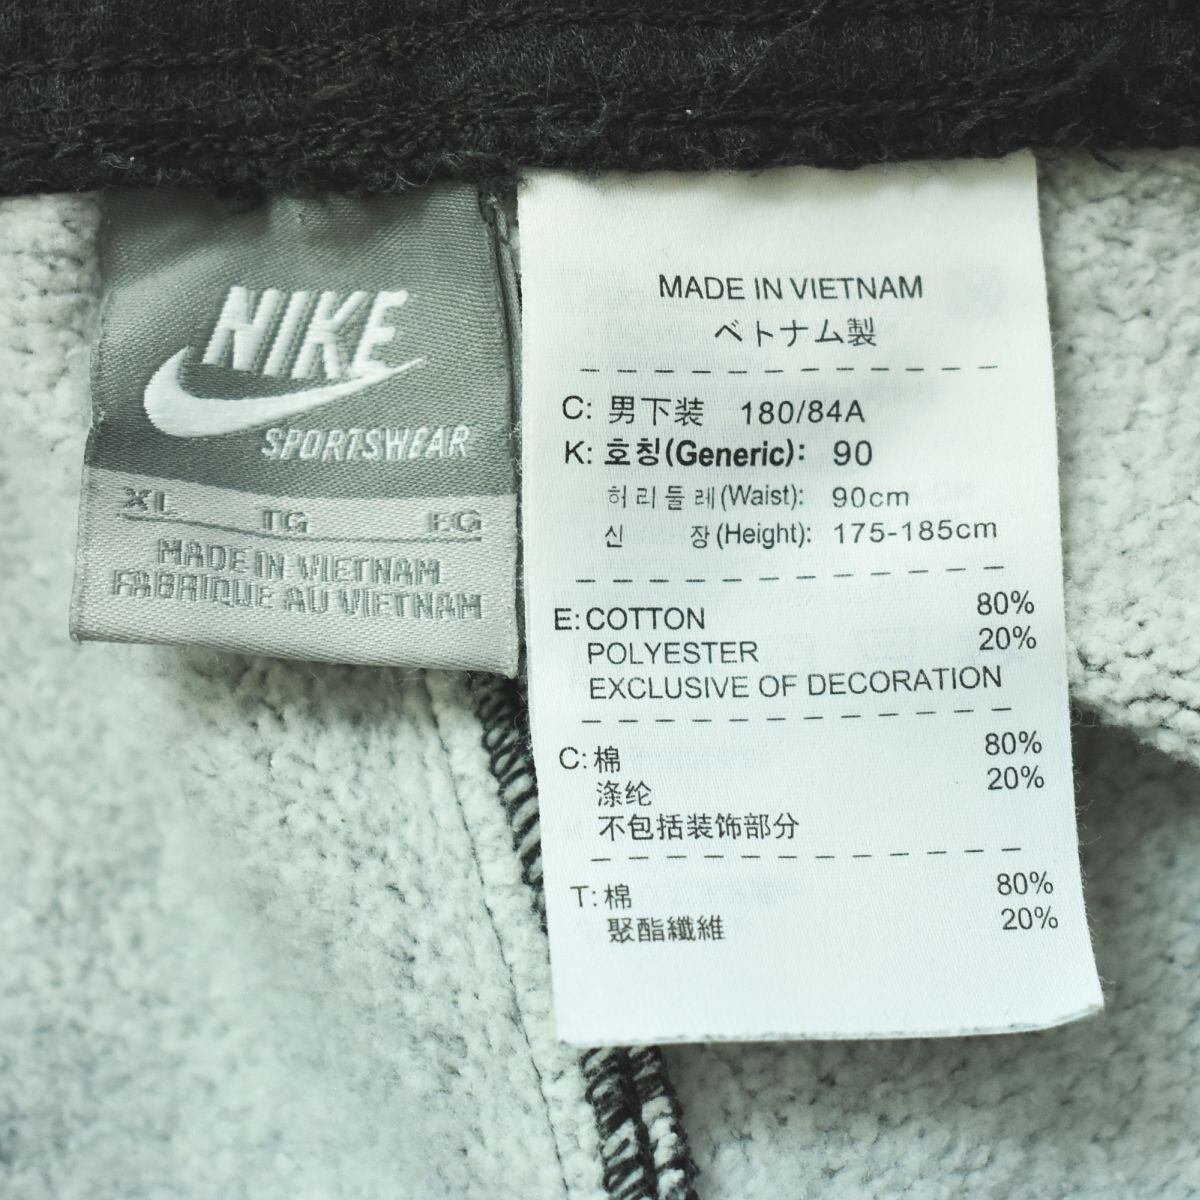 NIKE
SPORTSWEAR
XL TG EG
MADE IN VIETNAM
FABRIQUE AU VIETNAM
MADE IN VIETNAM
ベトナム製
C: 男下装 180/84A
K: 호칭(Generic): 90
허리둘레(Waist): 90cm
신 장(Height): 175-185cm
E: COTTON 80%
POLYESTER 20%
EXCLUSIVE OF DECORATION
C: 棉 80%
涤纶 20%
不包括装饰部分
T: 棉 80%
聚酯纖維 20%